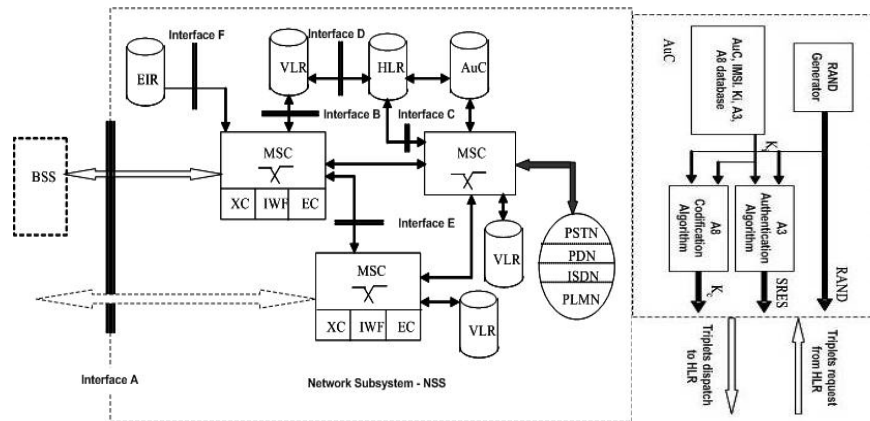 Interface F
EIR
Interface D
VLR
HLR
AuC
Interface B
Interface C
BSS
MSC
XC
IWF
EC
MSC
Interface E
VLR
PSTN
PDN
ISDN
PLMN
MSC
XC
IWF
EC
VLR
Interface A
Network Subsystem - NSS
AuC
AuC, IMSI. Ki, A3,
A8 database
RAND
Generator
Ki
A8
Codification
Algorithm
A3
Authentication
Algorithm
Kc
SRES
RAND
Triplets dispatch
to HLR
Triplets request
from HLR